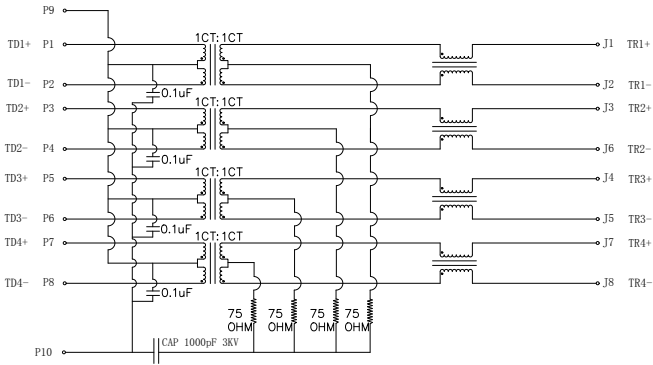 P9
1CT:1CT
TD1+ P1
J1 TR1+
TD1- P2
J2 TR1-
0.1uF
1CT:1CT
TD2+ P3
J3 TR2+
TD2- P4
J6 TR2-
0.1uF
1CT:1CT
TD3+ P5
J4 TR3+
TD3- P6
J5 TR3-
0.1uF
1CT:1CT
TD4+ P7
J7 TR4+
TD4- P8
J8 TR4-
0.1uF
75 75 75 75
OHM OHM OHM OHM
CAP 1000pF 3KV
P10